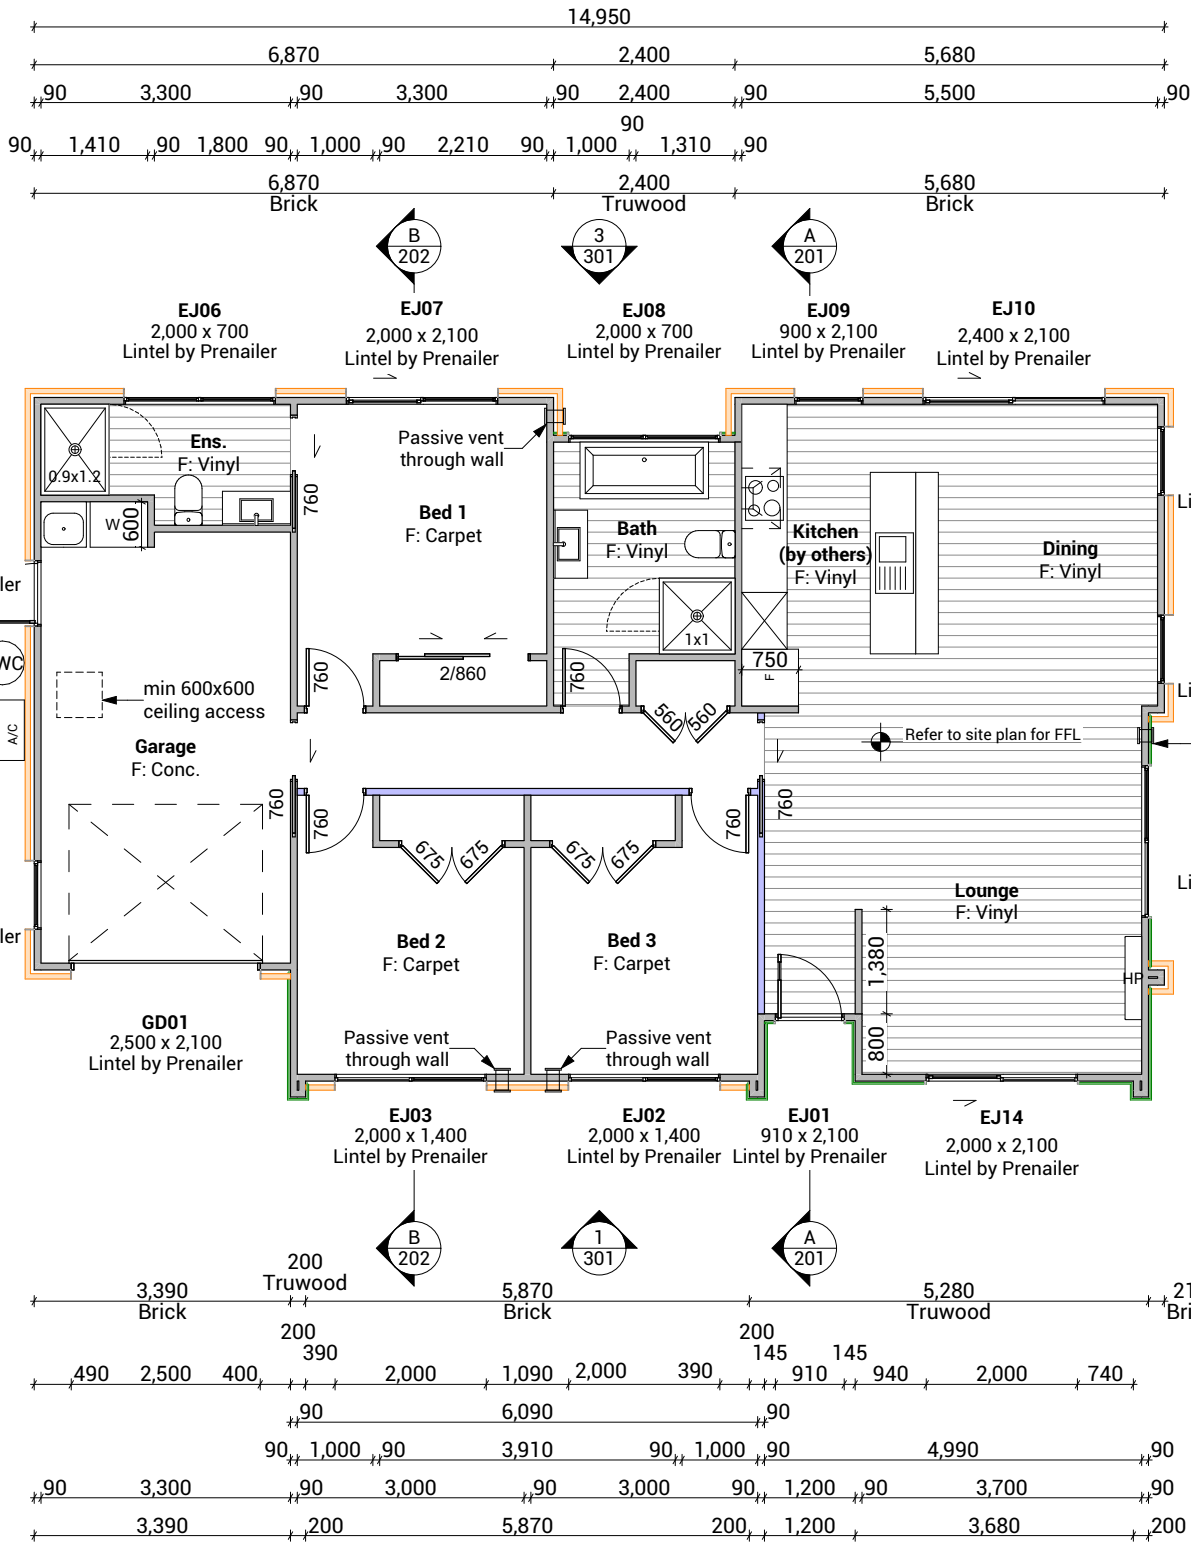 14,950
6,870 2,400 5,680
90 3,300 90 3,300 90 2,400 90 5,500 90
90
90 1,410 90 1,800 90 1,000 90 2,210 90 1,000 1,310 90
6,870 2,400 5,680
Brick Truwood Brick
B 3 A
202 301 201
EJ06 EJ07 EJ08 EJ09 EJ10
2,000 x 700 2,000 x 2,100 2,000 x 700 900 x 2,100 2,400 x 2,100
Lintel by Prenailer Lintel by Prenailer Lintel by Prenailer Lintel by Prenailer Lintel by Prenailer
Passive vent
through wall
Ens.
F: Vinyl
0.9x1.2
760
W
600
Li
Bed 1
F: Carpet
Bath
F: Vinyl
Kitchen
(by others)
F: Vinyl
Dining
F: Vinyl
ler
1x1
WC
2/860
760
760
750
F
560 560
min 600x600
ceiling access
Li
A/C
Garage
F: Conc.
Refer to site plan for FFL
760
760
760
760
675 675
675 675
Li
Lounge
F: Vinyl
ler
Bed 2
F: Carpet
Bed 3
F: Carpet
1,380
HP
GD01
2,500 x 2,100
Lintel by Prenailer
Passive vent
through wall
Passive vent
through wall
800
EJ03 EJ02 EJ01 EJ14
2,000 x 1,400 2,000 x 1,400 910 x 2,100 2,000 x 2,100
Lintel by Prenailer Lintel by Prenailer Lintel by Prenailer Lintel by Prenailer
B 1 A
202 301 201
200
Truwood
3,390 5,870 5,280 21
Brick Brick Truwood Bri
200 200
390 145 145
490 2,500 400 2,000 1,090 2,000 390 910 940 2,000 740
90 6,090 90
90 1,000 90 3,910 90 1,000 90 4,990 90
90 3,300 90 3,000 90 3,000 90 1,200 90 3,700 90
3,390 200 5,870 200 1,200 3,680 200